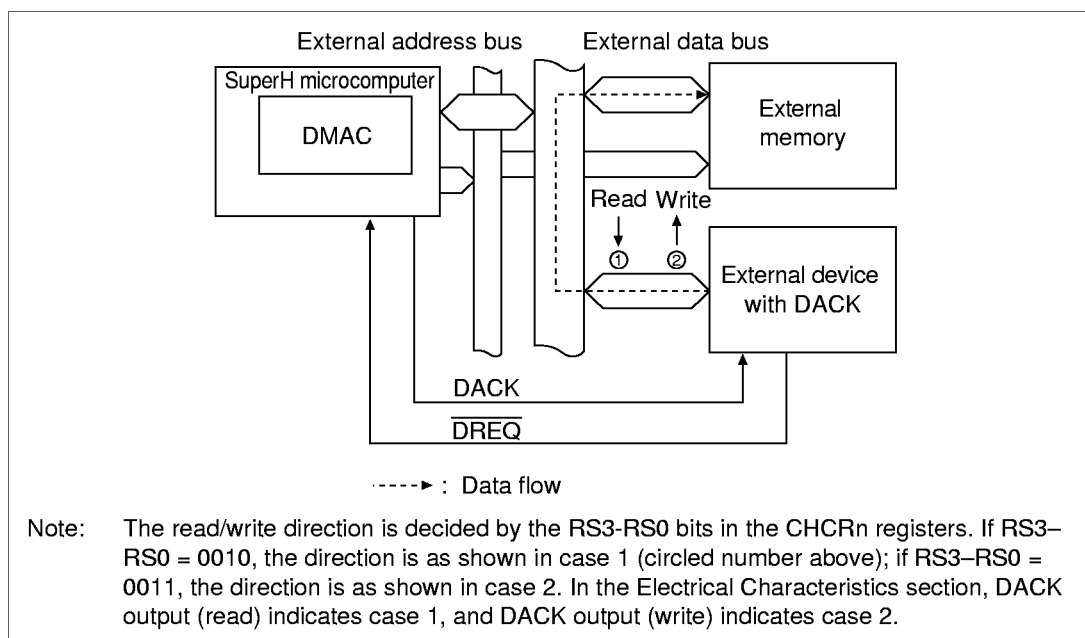 External address bus
External data bus
SuperH microcomputer
DMAC
External
memory
Read Write
① ②
External device
with DACK
DACK
D̅R̅E̅Q̅
: Data flow
Note: The read/write direction is decided by the RS3-RS0 bits in the CHCRn registers. If RS3–
RS0 = 0010, the direction is as shown in case 1 (circled number above); if RS3–RS0 =
0011, the direction is as shown in case 2. In the Electrical Characteristics section, DACK
output (read) indicates case 1, and DACK output (write) indicates case 2.